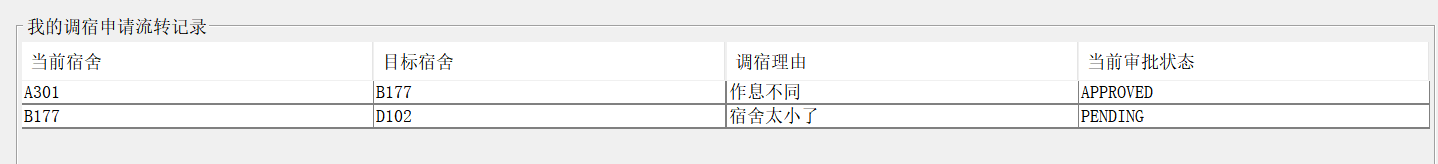 我的调宿申请流转记录
当前宿舍 目标宿舍 调宿理由 当前审批状态
A301 B177 作息不同 APPROVED
B177 D102 宿舍太小了 PENDING